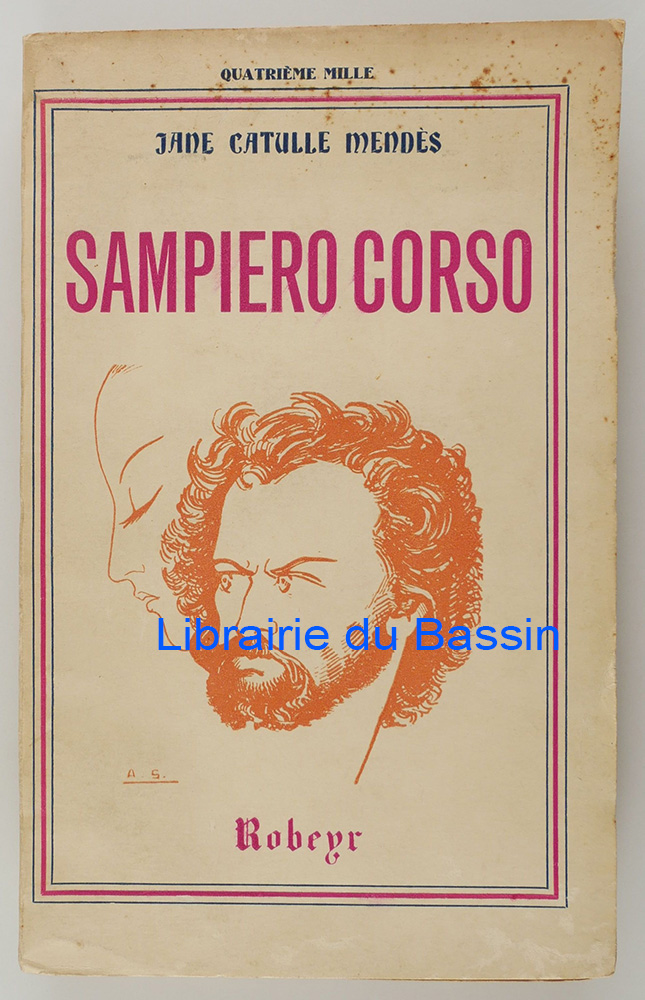 QUATRIÈME MILLE
JANE CATULLE MENDÈS
SAMPIERO CORSO
Librairie du Bassin
A. G.
Robeyr